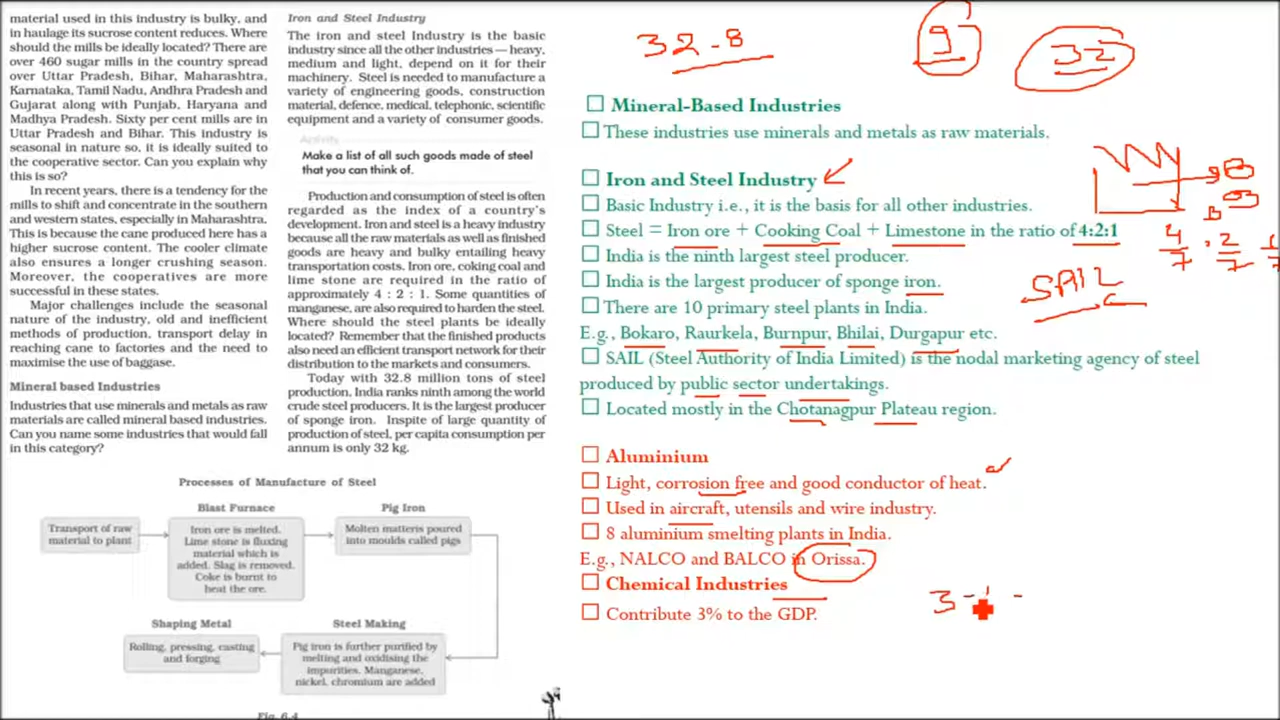 material used in this industry is bulky, and
in haulage its sucrose content reduces. Where
should the mills be ideally located? There are
over 460 sugar mills in the country spread
over Uttar Pradesh, Bihar, Maharashtra,
Karnataka, Tamil Nadu, Andhra Pradesh and
Gujarat along with Punjab, Haryana and
Madhya Pradesh. Sixty per cent mills are in
Uttar Pradesh and Bihar. This industry is
seasonal in nature so, it is ideally suited to
the cooperative sector. Can you explain why
this is so?
In recent years, there is a tendency for the
mills to shift and concentrate in the southern
and western states, especially in Maharashtra,
This is because the cane produced here has a
higher sucrose content. The cooler climate
also ensures a longer crushing season.
Moreover, the cooperatives are more
successful in these states.
Major challenges include the seasonal
nature of the industry, old and inefficient
methods of production, transport delay in
reaching cane to factories and the need to
maximise the use of baggase.
Mineral based Industries
Industries that use minerals and metals as raw
materials are called mineral based industries.
Can you name some industries that would fall
in this category?
Iron and Steel Industry
The iron and steel Industry is the basic
industry since all the other industries — heavy,
medium and light, depend on it for their
machinery. Steel is needed to manufacture a
variety of engineering goods, construction
material, defence, medical, telephonic, scientific
equipment and a variety of consumer goods.
Activity
Make a list of all such goods made of steel
that you can think of.
Production and consumption of steel is often
regarded as the index of a country's
development. Iron and steel is a heavy industry
because all the raw materials as well as finished
goods are heavy and bulky entailing heavy
transportation costs. Iron ore, coking coal and
lime stone are required in the ratio of
approximately 4 : 2 : 1. Some quantities of
manganese, are also required to harden the steel.
Where should the steel plants be ideally
located? Remember that the finished products
also need an efficient transport network for their
distribution to the markets and consumers.
Today with 32.8 million tons of steel
production, India ranks ninth among the world
crude steel producers. It is the largest producer
of sponge iron. Inspite of large quantity of
production of steel, per capita consumption per
annum is only 32 kg.
Processes of Manufacture of Steel
Blast Furnace
Pig Iron
Transport of raw
material to plant
Iron ore is melted.
Lime stone is fluxing
material which is
added. Slag is removed.
Coke is burnt to
heat the ore.
Molten matteris poured
into moulds called pigs
Shaping Metal
Steel Making
Rolling, pressing, casting
and forging
Pig iron is further purified by
melting and oxidising the
impurities. Manganese,
nickel, chromium are added
Fig. 6.4
32.8
9
32
Mineral-Based Industries
These industries use minerals and metals as raw materials.
Iron and Steel Industry
Basic Industry i.e., it is the basis for all other industries.
Steel = Iron ore + Cooking Coal + Limestone in the ratio of 4:2:1
India is the ninth largest steel producer.
India is the largest producer of sponge iron.
There are 10 primary steel plants in India.
E.g., Bokaro, Raurkela, Burnpur, Bhilai, Durgapur etc.
SAIL (Steel Authority of India Limited) is the nodal marketing agency of steel
produced by public sector undertakings.
Located mostly in the Chotanagpur Plateau region.
4/7 . 2/7
SAIL
Aluminium
Light, corrosion free and good conductor of heat.
Used in aircraft, utensils and wire industry.
8 aluminium smelting plants in India.
E.g., NALCO and BALCO in Orissa.
Chemical Industries
Contribute 3% to the GDP.
3